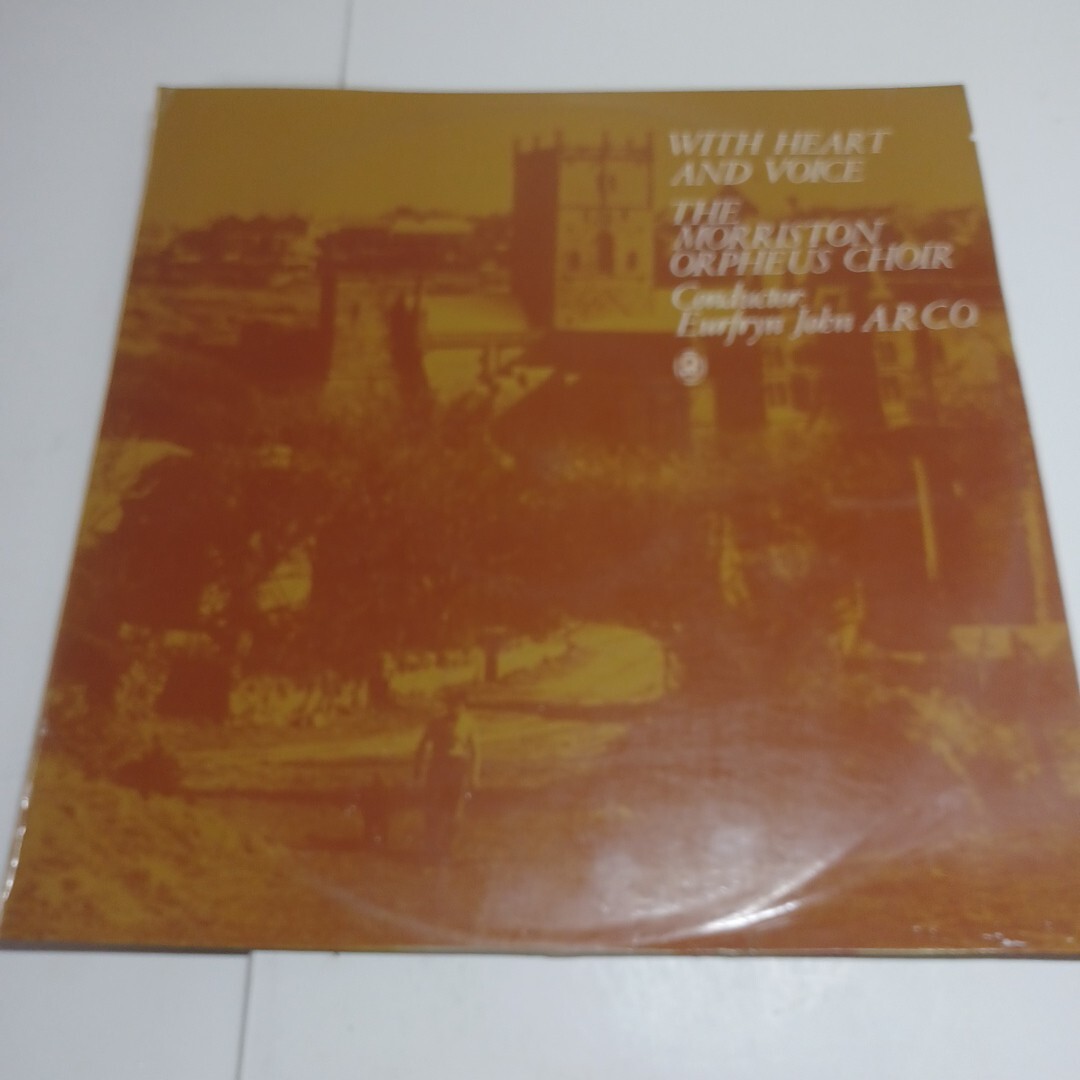 WITH HEART
AND VOICE
THE
MORRISTON
ORPHEUS CHOIR
Conductor,
Eurfryn John A.R.C.O.